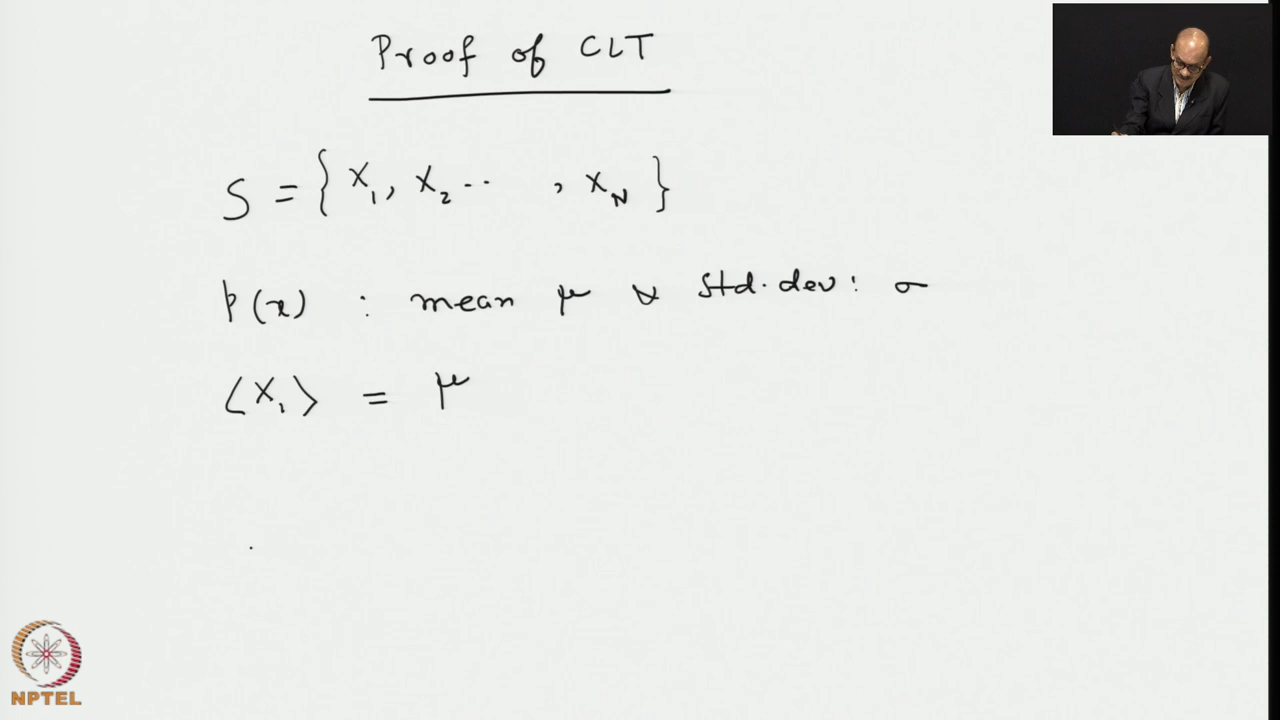 Proof of CLT
S = { X₁, X₂ .. , X_N }
p(x) : mean μ & std. dev : σ
⟨X₁⟩ = μ
NPTEL